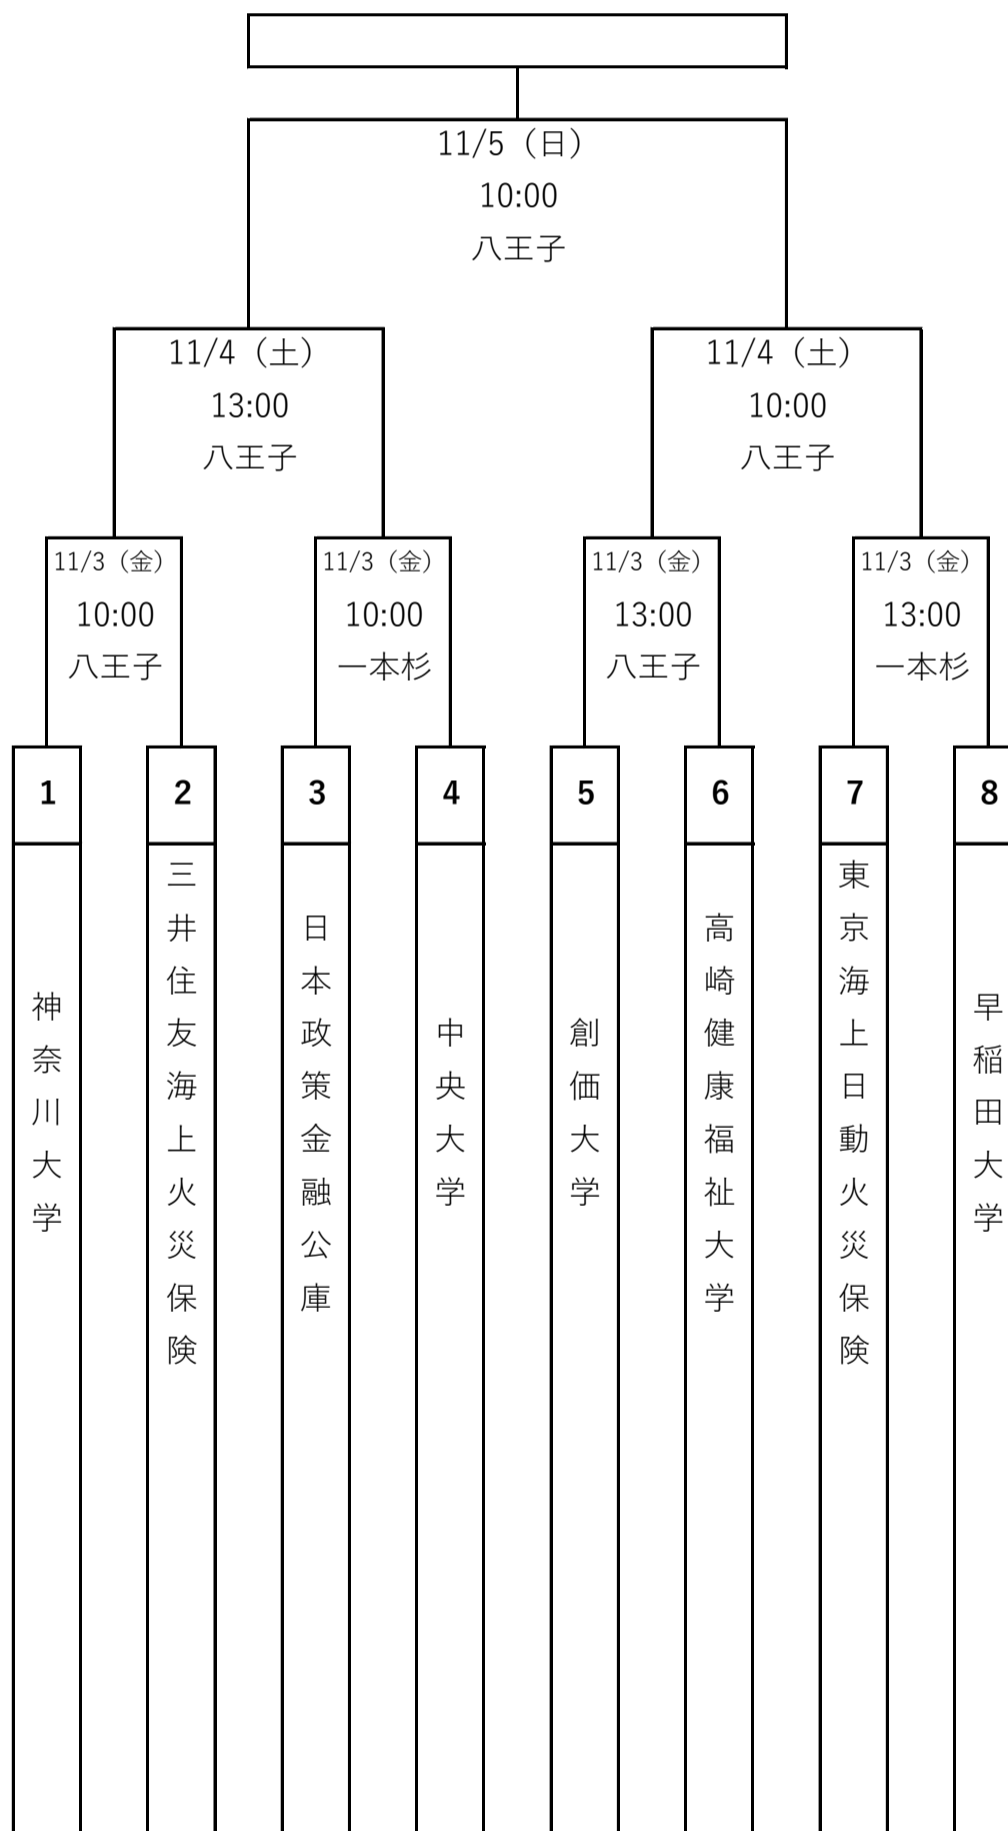 11/5（日）
10:00
八王子
11/4（土）
13:00
八王子
11/4（土）
10:00
八王子
11/3（金）
10:00
八王子
11/3（金）
10:00
一本杉
11/3（金）
13:00
八王子
11/3（金）
13:00
一本杉
1
2
3
4
5
6
7
8
神奈川大学
三井住友海上火災保険
日本政策金融公庫
中央大学
創価大学
高崎健康福祉大学
東京海上日動火災保険
早稲田大学